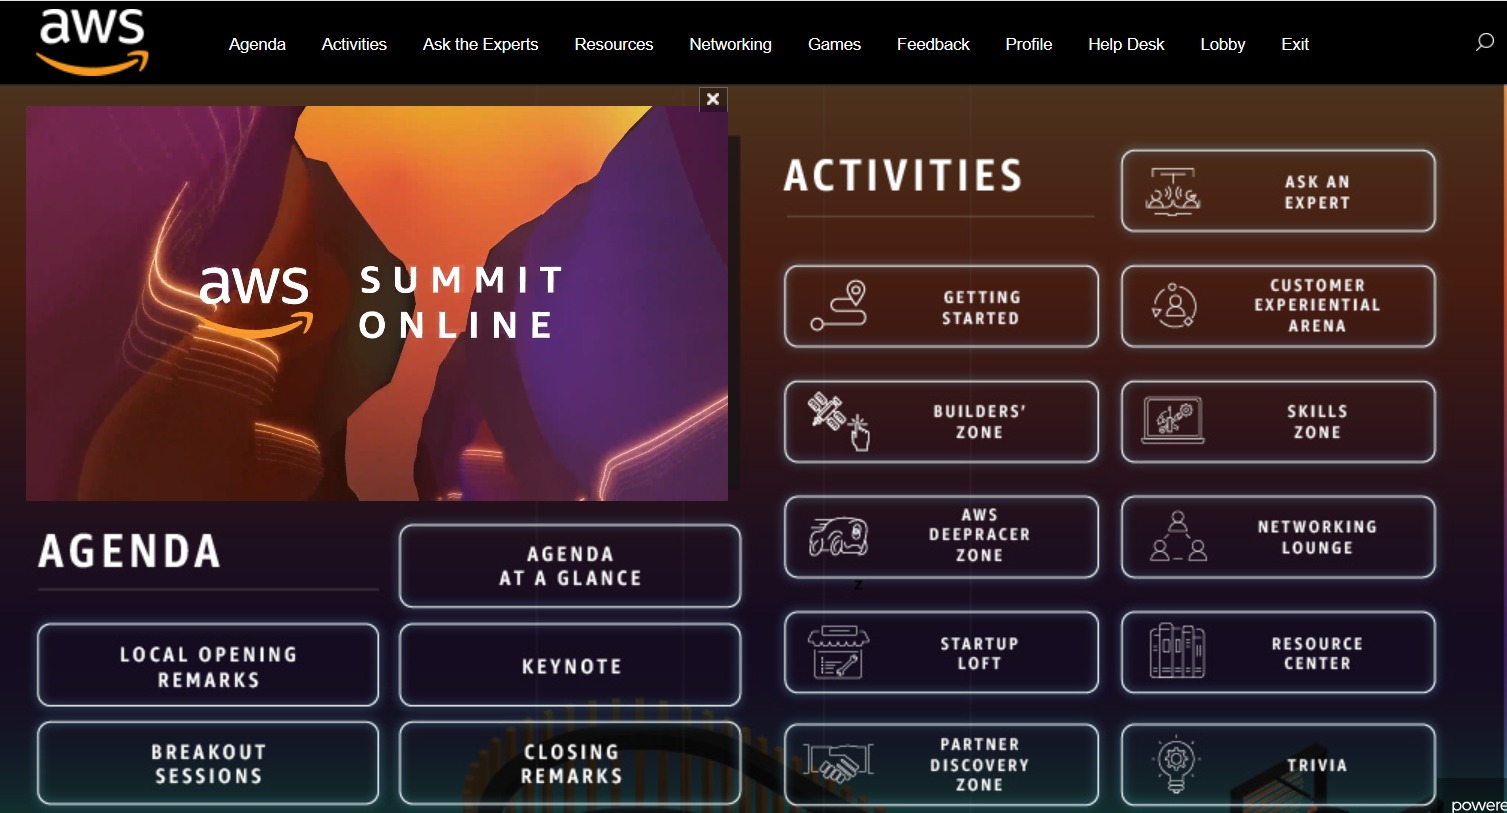 aws
Agenda Activities Ask the Experts Resources Networking Games Feedback Profile Help Desk Lobby Exit
aws SUMMIT
ONLINE
AGENDA
AGENDA
AT A GLANCE
LOCAL OPENING
REMARKS
KEYNOTE
BREAKOUT
SESSIONS
CLOSING
REMARKS
ACTIVITIES
ASK AN
EXPERT
GETTING
STARTED
CUSTOMER
EXPERIENTIAL
ARENA
BUILDERS'
ZONE
SKILLS
ZONE
AWS
DEEPRACER
ZONE
NETWORKING
LOUNGE
z
STARTUP
LOFT
RESOURCE
CENTER
PARTNER
DISCOVERY
ZONE
TRIVIA
powere